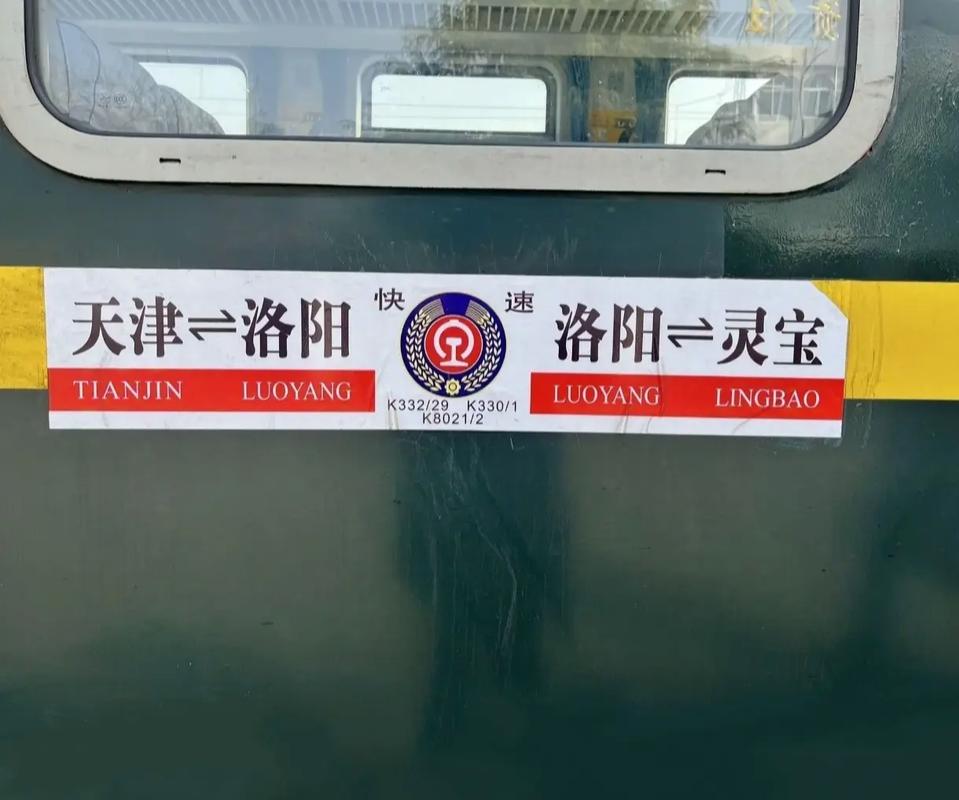 快 速
天津⇌洛阳
TIANJIN LUOYANG
K332/29 K330/1
K8021/2
洛阳⇌灵宝
LUOYANG LINGBAO